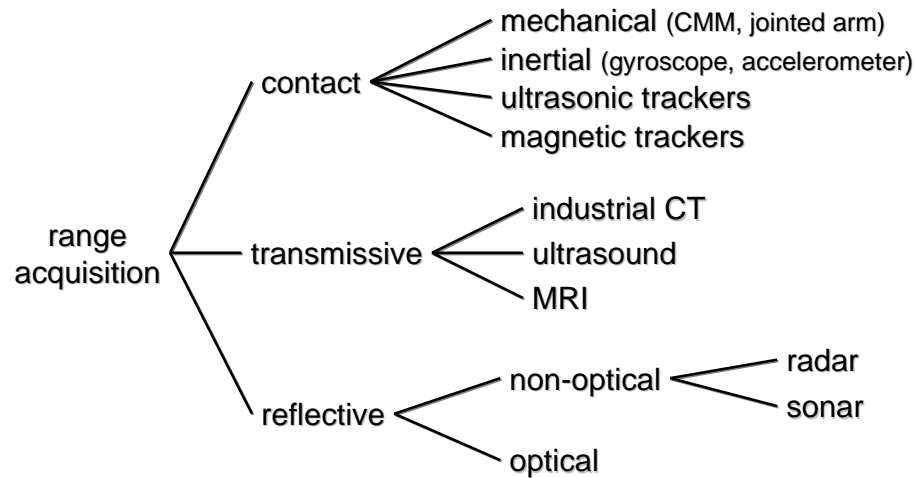 range
acquisition
contact
mechanical (CMM, jointed arm)
inertial (gyroscope, accelerometer)
ultrasonic trackers
magnetic trackers
transmissive
industrial CT
ultrasound
MRI
reflective
non-optical
radar
sonar
optical